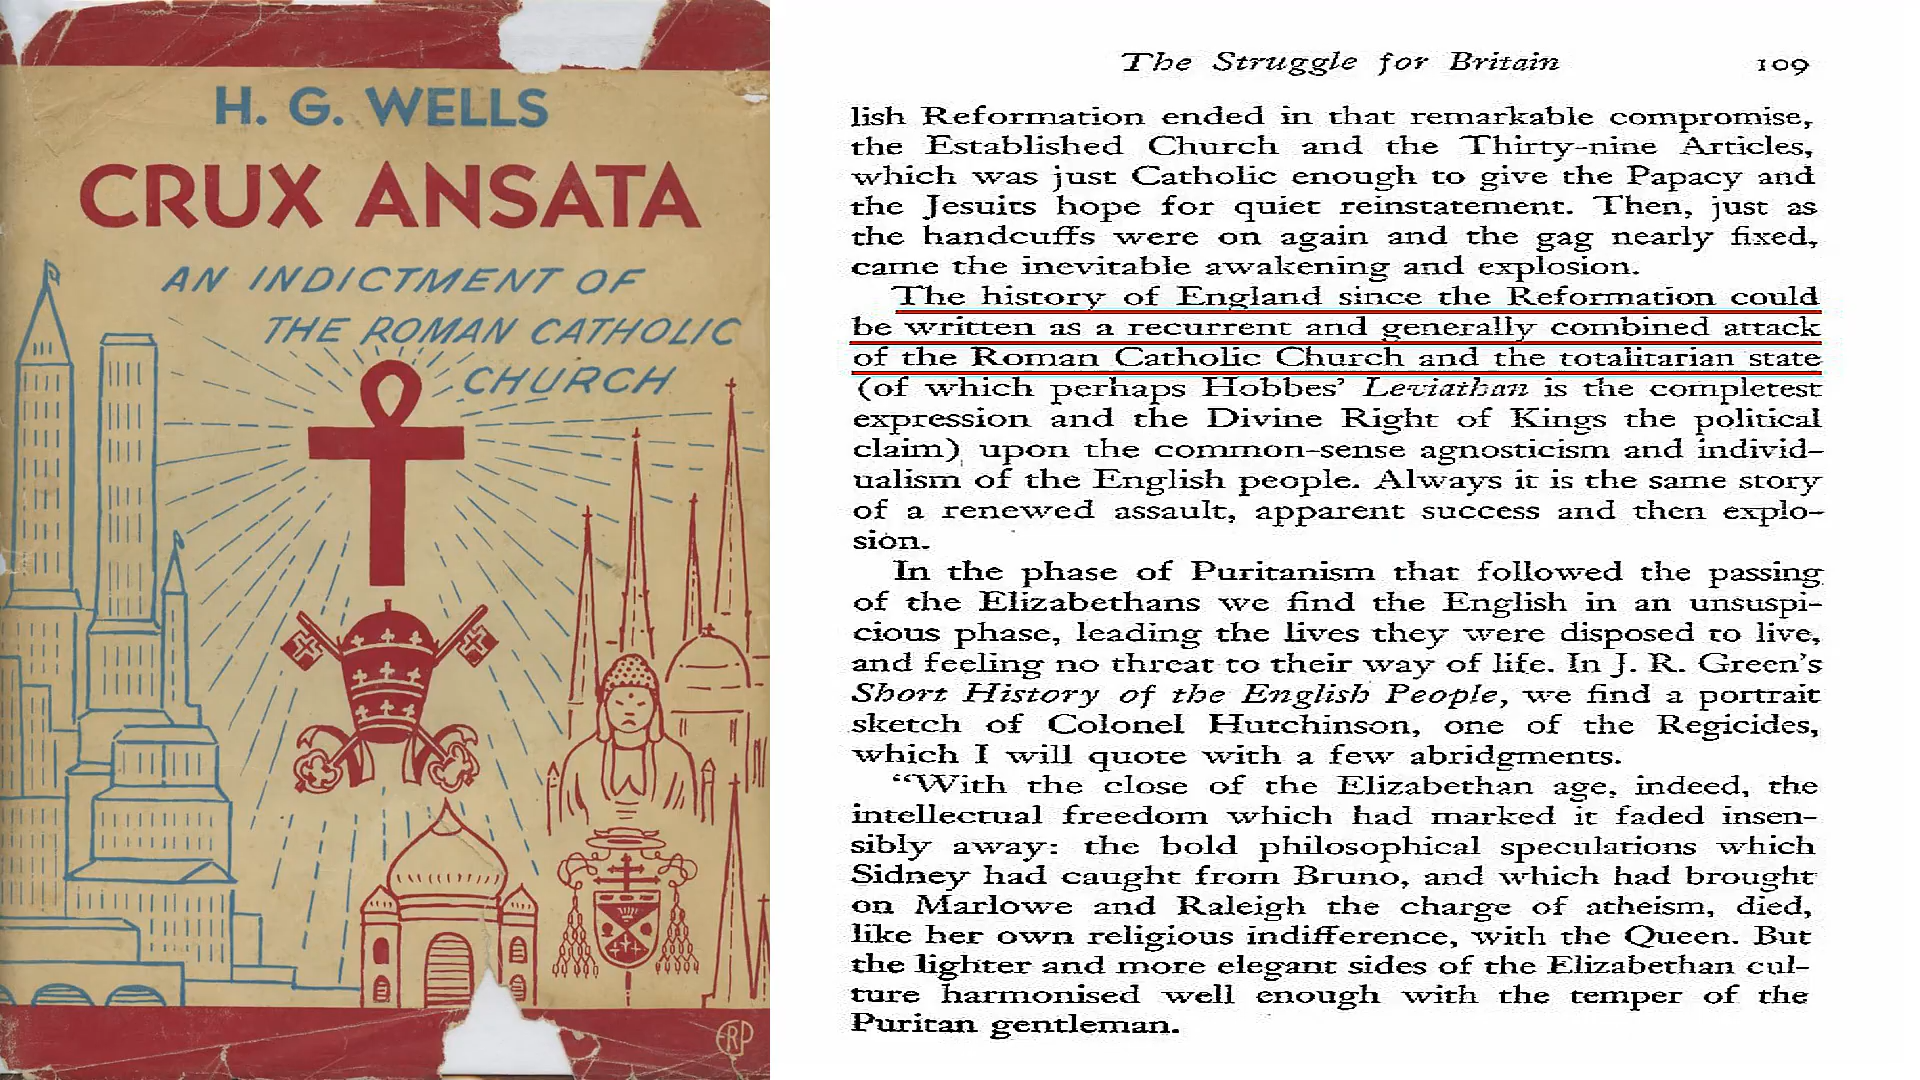 H. G. WELLS
CRUX ANSATA
AN INDICTMENT OF
THE ROMAN CATHOLIC
CHURCH
ERP
The Struggle for Britain 109
lish Reformation ended in that remarkable compromise,
the Established Church and the Thirty-nine Articles,
which was just Catholic enough to give the Papacy and
the Jesuits hope for quiet reinstatement. Then, just as
the handcuffs were on again and the gag nearly fixed,
came the inevitable awakening and explosion.
The history of England since the Reformation could
be written as a recurrent and generally combined attack
of the Roman Catholic Church and the totalitarian state
(of which perhaps Hobbes' Leviathan is the completest
expression and the Divine Right of Kings the political
claim) upon the common-sense agnosticism and individ-
ualism of the English people. Always it is the same story
of a renewed assault, apparent success and then explo-
sion.
In the phase of Puritanism that followed the passing
of the Elizabethans we find the English in an unsuspi-
cious phase, leading the lives they were disposed to live,
and feeling no threat to their way of life. In J. R. Green's
Short History of the English People, we find a portrait
sketch of Colonel Hutchinson, one of the Regicides,
which I will quote with a few abridgments.
"With the close of the Elizabethan age, indeed, the
intellectual freedom which had marked it faded insen-
sibly away: the bold philosophical speculations which
Sidney had caught from Bruno, and which had brought
on Marlowe and Raleigh the charge of atheism, died,
like her own religious indifference, with the Queen. But
the lighter and more elegant sides of the Elizabethan cul-
ture harmonised well enough with the temper of the
Puritan gentleman.